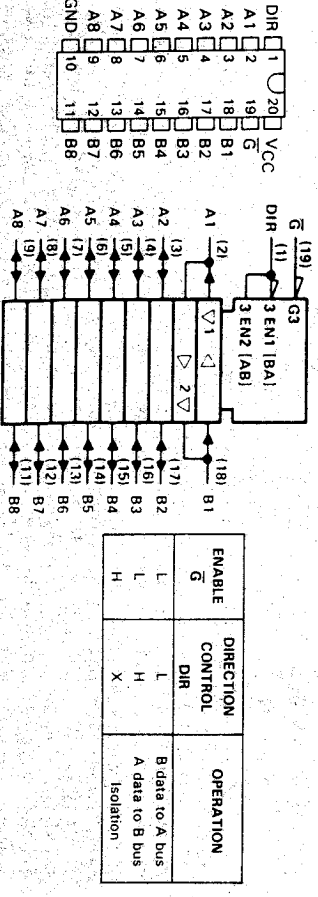 DIR 1 20 VCC
A1 2 19 G̅
A2 3 18 B1
A3 4 17 B2
A4 5 16 B3
A5 6 15 B4
A6 7 14 B5
A7 8 13 B6
A8 9 12 B7
GND 10 11 B8
G̅ (19) G3
DIR (1) 3 EN1 [BA]
3 EN2 [AB]
A1 (2) ▽1 ◁ (18) B1
▷ 2▽
A2 (3) (17) B2
A3 (4) (16) B3
A4 (5) (15) B4
A5 (6) (14) B5
A6 (7) (13) B6
A7 (8) (12) B7
A8 (9) (11) B8
ENABLE G̅
DIRECTION CONTROL DIR
OPERATION
L L B data to A bus
L H A data to B bus
H X Isolation